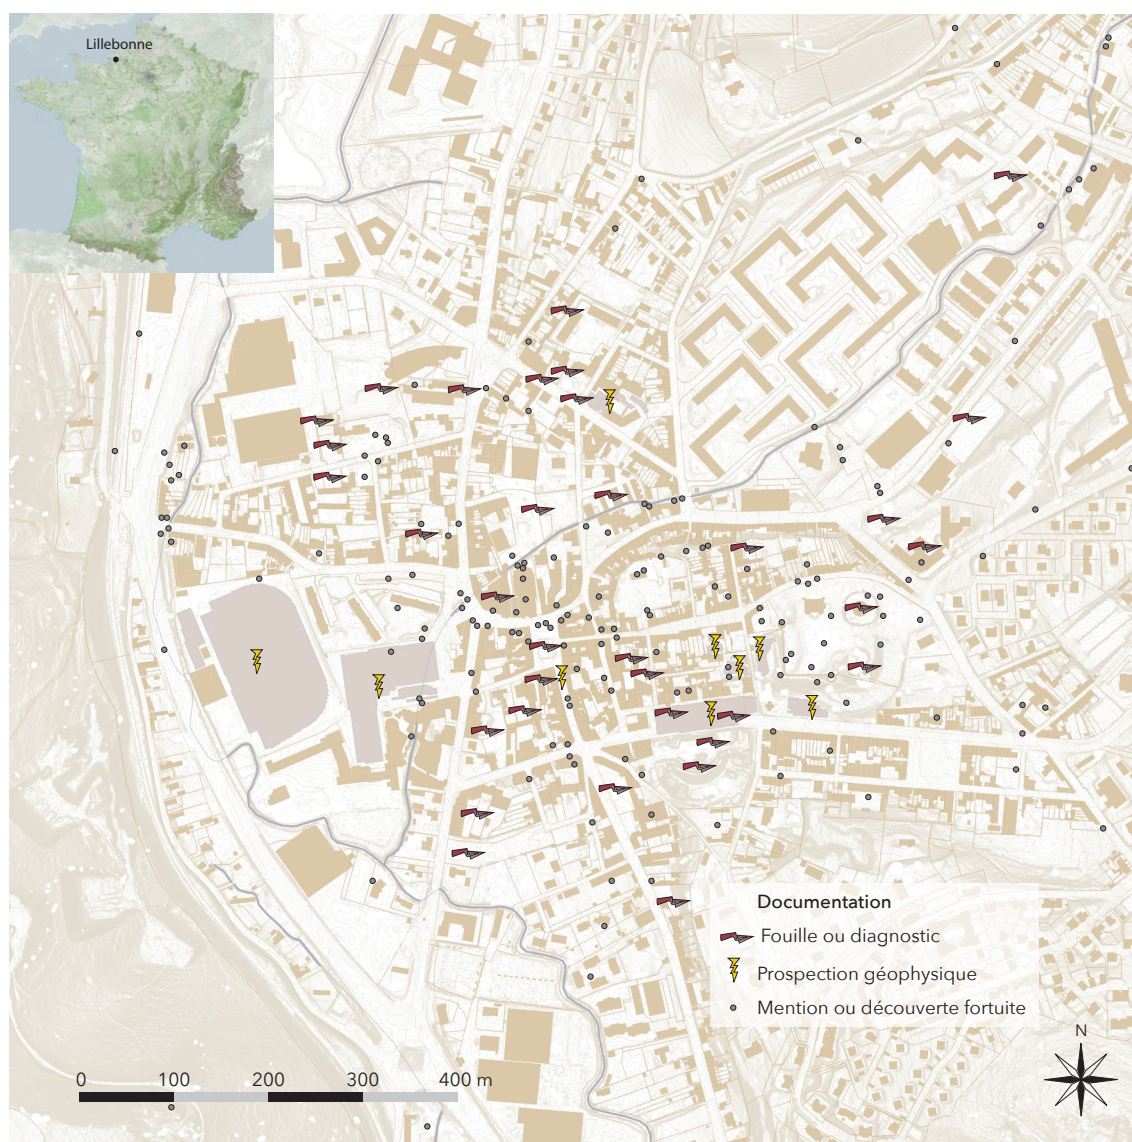 Lillebonne
Documentation
Fouille ou diagnostic
Prospection géophysique
Mention ou découverte fortuite
N
0 100 200 300 400 m